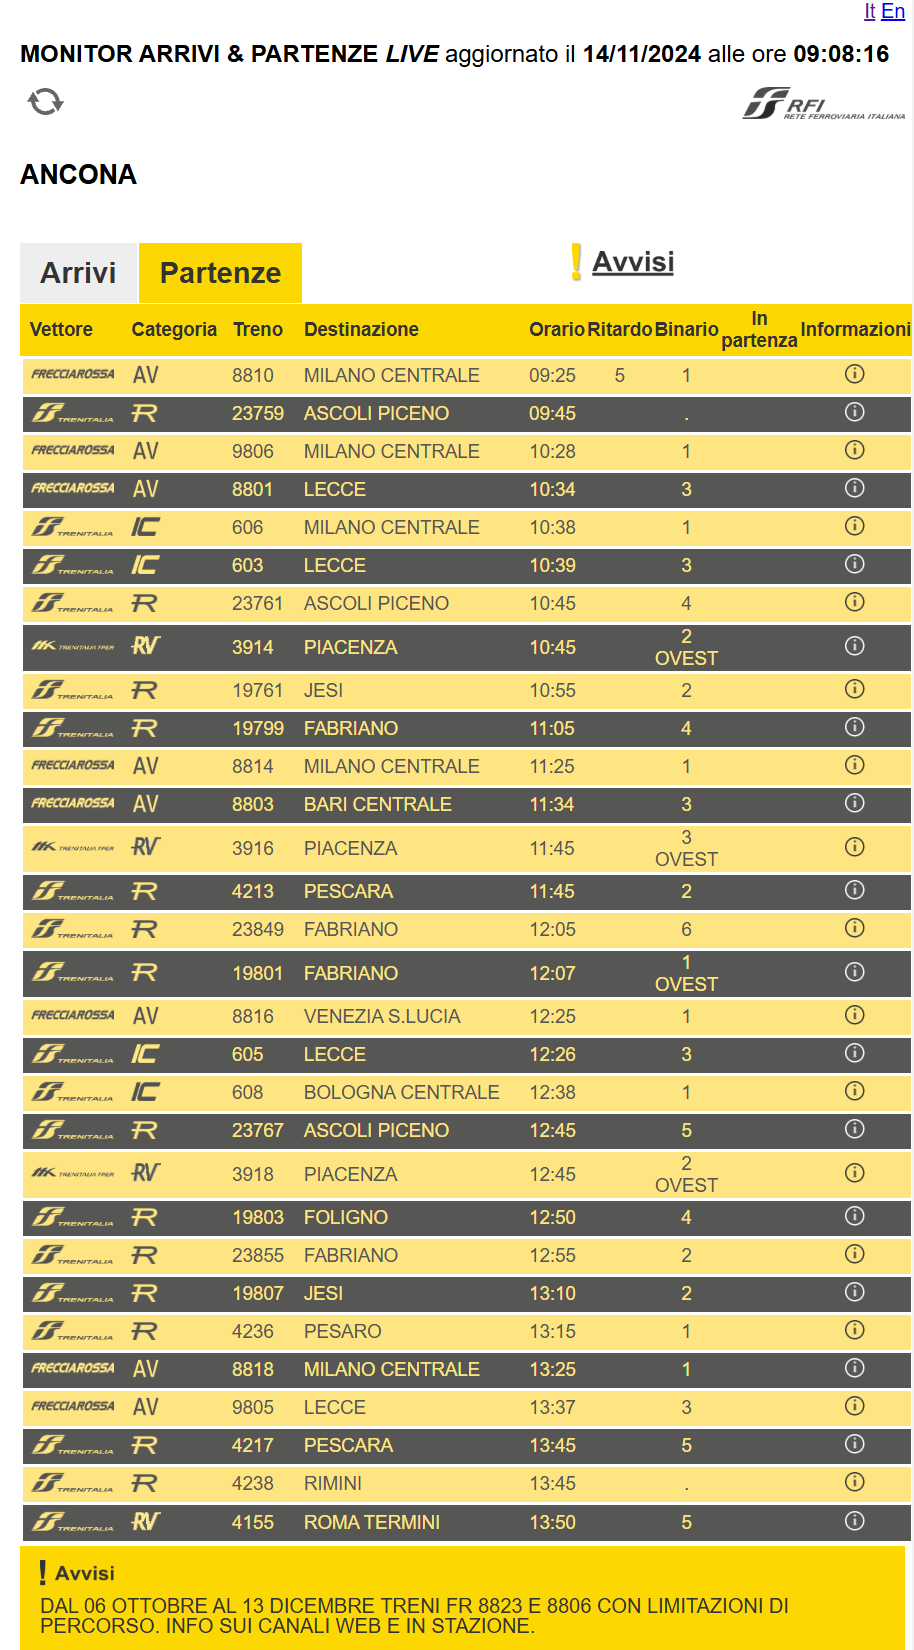 It En
MONITOR ARRIVI & PARTENZE LIVE aggiornato il 14/11/2024 alle ore 09:08:16
RFI
RETE FERROVIARIA ITALIANA
ANCONA
Arrivi Partenze ! Avvisi
Vettore Categoria Treno Destinazione Orario Ritardo Binario In partenza Informazioni
FRECCIAROSSA AV 8810 MILANO CENTRALE 09:25 5 1
TRENITALIA R 23759 ASCOLI PICENO 09:45 .
FRECCIAROSSA AV 9806 MILANO CENTRALE 10:28 1
FRECCIAROSSA AV 8801 LECCE 10:34 3
TRENITALIA IC 606 MILANO CENTRALE 10:38 1
TRENITALIA IC 603 LECCE 10:39 3
TRENITALIA R 23761 ASCOLI PICENO 10:45 4
TRENITALIA TPER RV 3914 PIACENZA 10:45 2 OVEST
TRENITALIA R 19761 JESI 10:55 2
TRENITALIA R 19799 FABRIANO 11:05 4
FRECCIAROSSA AV 8814 MILANO CENTRALE 11:25 1
FRECCIAROSSA AV 8803 BARI CENTRALE 11:34 3
TRENITALIA TPER RV 3916 PIACENZA 11:45 3 OVEST
TRENITALIA R 4213 PESCARA 11:45 2
TRENITALIA R 23849 FABRIANO 12:05 6
TRENITALIA R 19801 FABRIANO 12:07 1 OVEST
FRECCIAROSSA AV 8816 VENEZIA S.LUCIA 12:25 1
TRENITALIA IC 605 LECCE 12:26 3
TRENITALIA IC 608 BOLOGNA CENTRALE 12:38 1
TRENITALIA R 23767 ASCOLI PICENO 12:45 5
TRENITALIA TPER RV 3918 PIACENZA 12:45 2 OVEST
TRENITALIA R 19803 FOLIGNO 12:50 4
TRENITALIA R 23855 FABRIANO 12:55 2
TRENITALIA R 19807 JESI 13:10 2
TRENITALIA R 4236 PESARO 13:15 1
FRECCIAROSSA AV 8818 MILANO CENTRALE 13:25 1
FRECCIAROSSA AV 9805 LECCE 13:37 3
TRENITALIA R 4217 PESCARA 13:45 5
TRENITALIA R 4238 RIMINI 13:45 .
TRENITALIA RV 4155 ROMA TERMINI 13:50 5
! Avvisi
DAL 06 OTTOBRE AL 13 DICEMBRE TRENI FR 8823 E 8806 CON LIMITAZIONI DI
PERCORSO. INFO SUI CANALI WEB E IN STAZIONE.